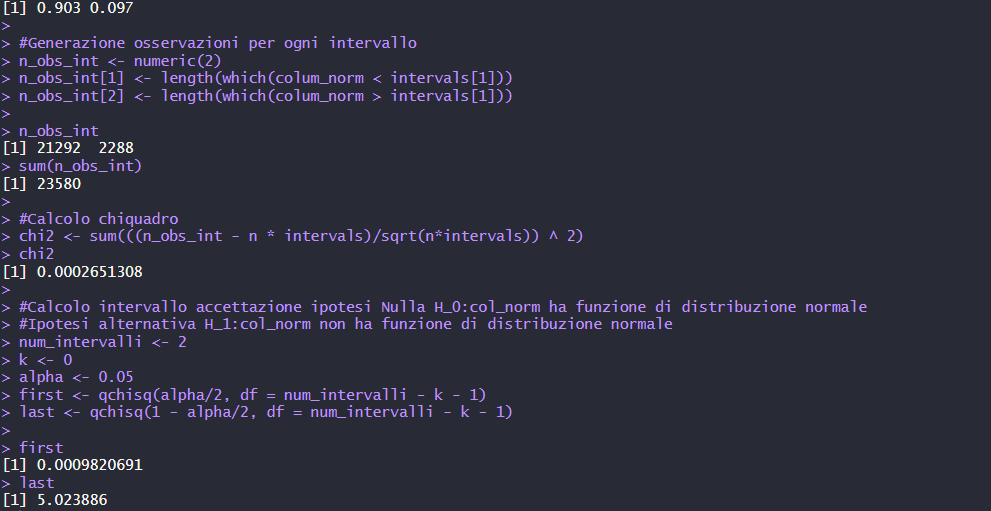 [1] 0.903 0.097
>
> #Generazione osservazioni per ogni intervallo
> n_obs_int <- numeric(2)
> n_obs_int[1] <- length(which(colum_norm < intervals[1]))
> n_obs_int[2] <- length(which(colum_norm > intervals[1]))
>
> n_obs_int
[1] 21292  2288
> sum(n_obs_int)
[1] 23580
>
> #Calcolo chiquadro
> chi2 <- sum(((n_obs_int - n * intervals)/sqrt(n*intervals)) ^ 2)
> chi2
[1] 0.0002651308
>
> #Calcolo intervallo accettazione ipotesi Nulla H_0:col_norm ha funzione di distribuzione normale
> #Ipotesi alternativa H_1:col_norm non ha funzione di distribuzione normale
> num_intervalli <- 2
> k <- 0
> alpha <- 0.05
> first <- qchisq(alpha/2, df = num_intervalli - k - 1)
> last <- qchisq(1 - alpha/2, df = num_intervalli - k - 1)
>
> first
[1] 0.0009820691
> last
[1] 5.023886